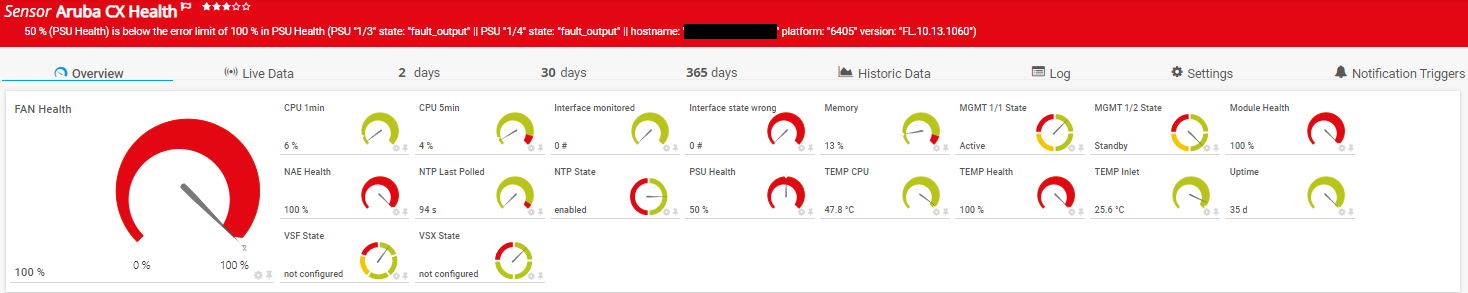 Sensor Aruba CX Health
50 % (PSU Health) is below the error limit of 100 % in PSU Health (PSU "1/3" state: "fault_output" || PSU "1/4" state: "fault_output" || hostname: " " platform: "6405" version: "FL.10.13.1060")
Overview Live Data 2 days 30 days 365 days Historic Data Log Settings Notification Triggers
FAN Health
0 % 100 %
100 %
CPU 1min CPU 5min Interface monitored Interface state wrong Memory MGMT 1/1 State MGMT 1/2 State Module Health
6 % 4 % 0 # 0 # 13 % Active Standby 100 %
NAE Health NTP Last Polled NTP State PSU Health TEMP CPU TEMP Health TEMP Inlet Uptime
100 % 94 s enabled 50 % 47.8 °C 100 % 25.6 °C 35 d
VSF State VSX State
not configured not configured